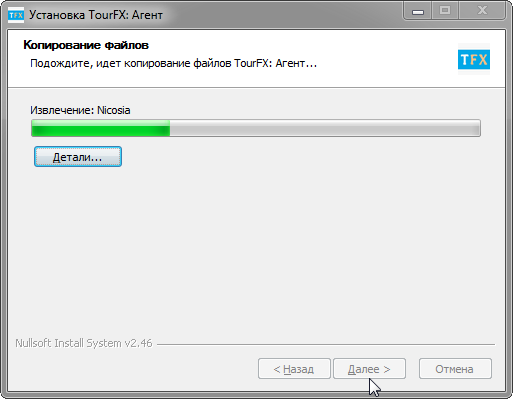 TFX Установка TourFX: Агент
Копирование файлов
Подождите, идет копирование файлов TourFX: Агент...
TFX
Извлечение: Nicosia
Детали...
Nullsoft Install System v2.46
< Назад Далее > Отмена